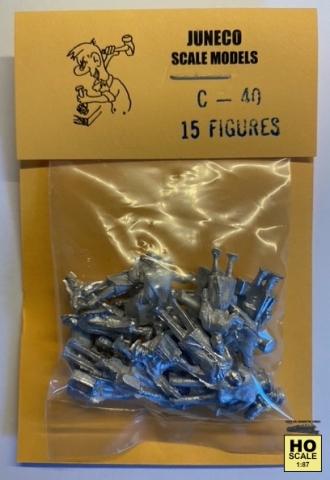 JUNECO
SCALE MODELS
C - 40
15 FIGURES
HO
SCALE
1:87